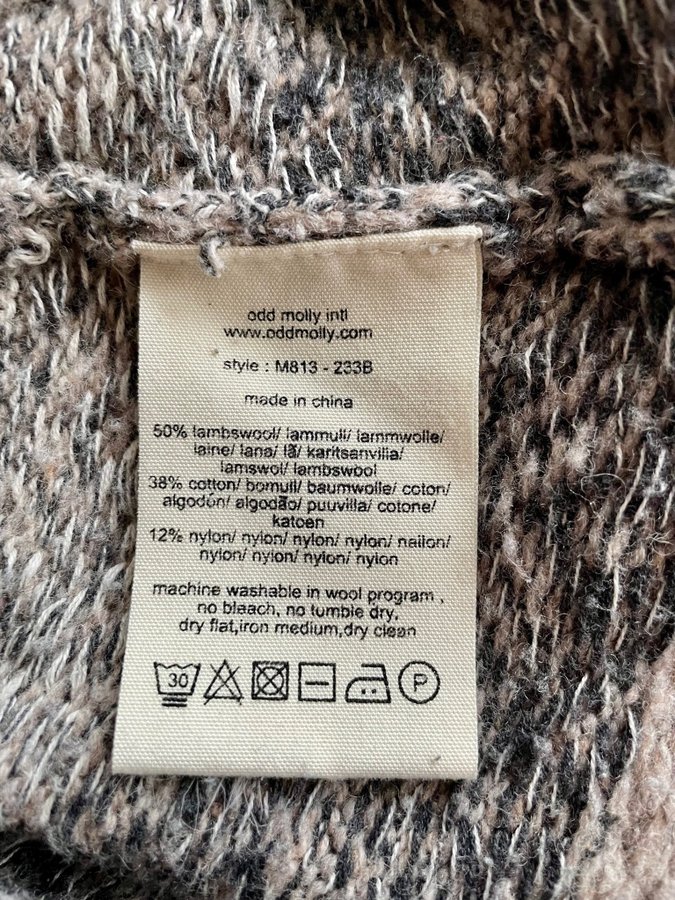 odd molly intl
www.oddmolly.com
style : M813 - 233B
made in china
50% lambswool/ lammull/ lammwolle/
laine/ lana/ lã/ karitsanvilla/
lamswol/ lambswool
38% cotton/ bomull/ baumwolle/ coton/
algodón/ algodão/ puuvilla/ cotone/
katoen
12% nylon/ nylon/ nylon/ nylon/ nailon/
nylon/ nylon/ nylon/ nylon
machine washable in wool program ,
no bleach, no tumble dry,
dry flat,iron medium,dry clean
30 P